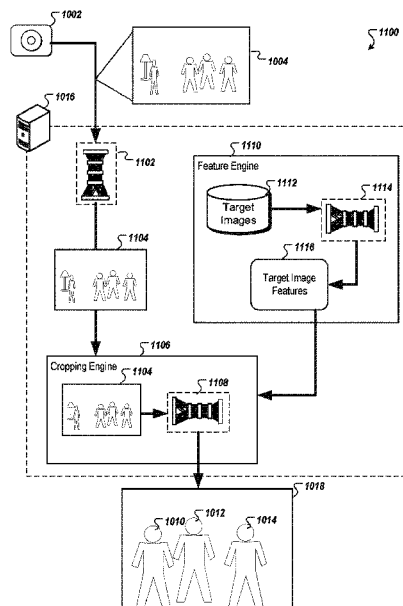 1002
1004
1100
1016
1102
1110
Feature Engine
1112
Target
Images
1114
1116
Target Image
Features
1104
1106
Cropping Engine
1104
1108
1018
1010
1012
1014